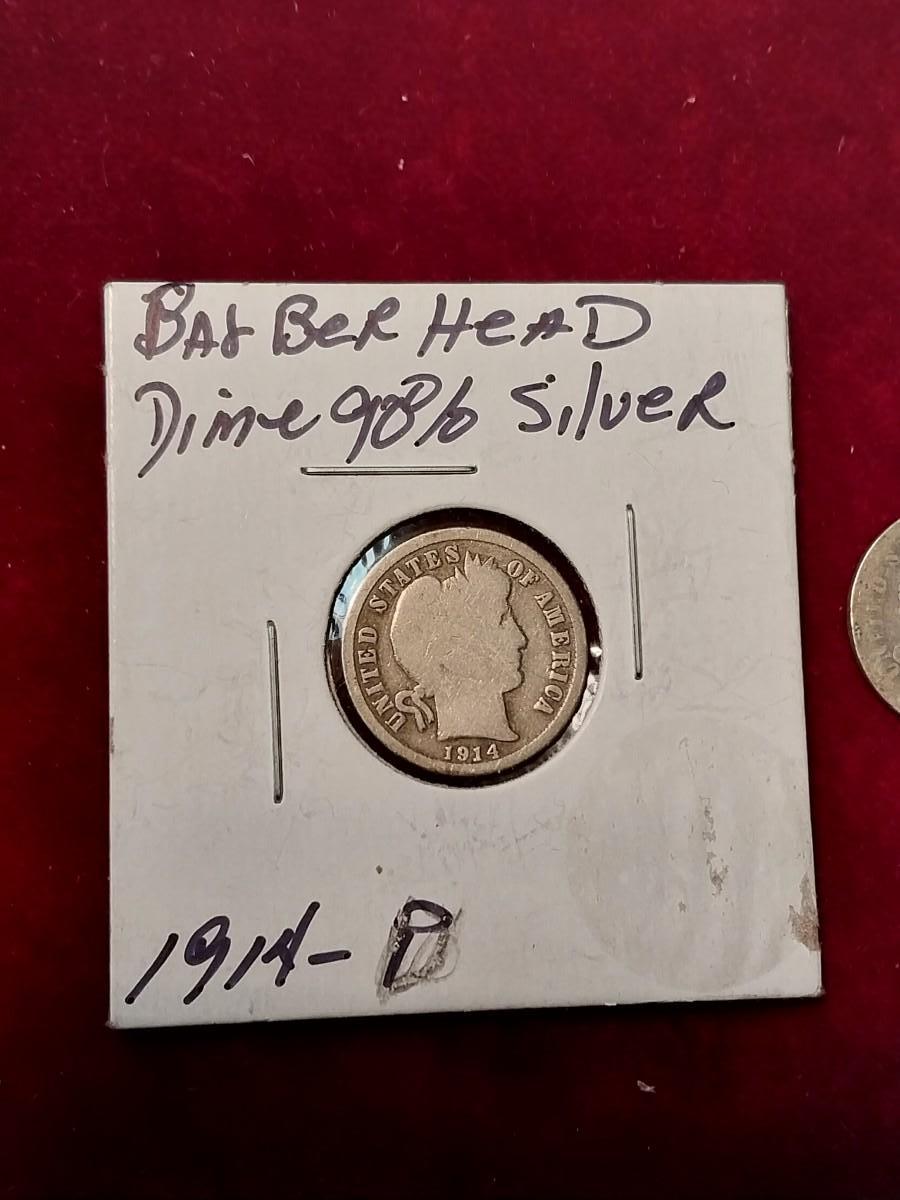 BARBER HEAD
Dime 90% Silver
UNITED STATES OF AMERICA
1914
1914-P